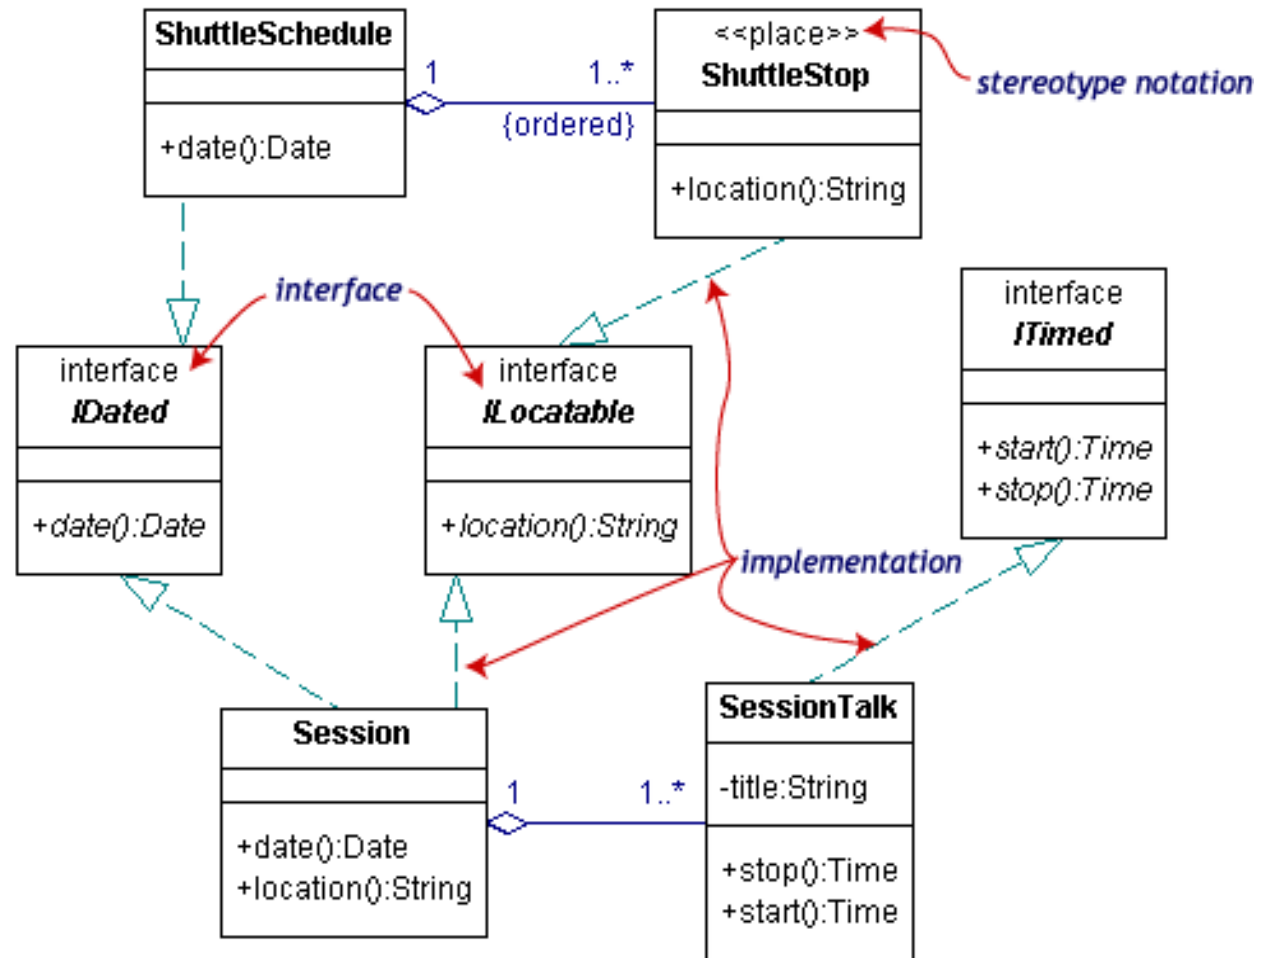 ShuttleSchedule
+date():Date
1
1..*
{ordered}
<<place>>
ShuttleStop
+location():String
stereotype notation
interface
interface
IDated
+date():Date
interface
ILocatable
+location():String
interface
ITimed
+start():Time
+stop():Time
implementation
Session
+date():Date
+location():String
1
1..*
SessionTalk
-title:String
+stop():Time
+start():Time